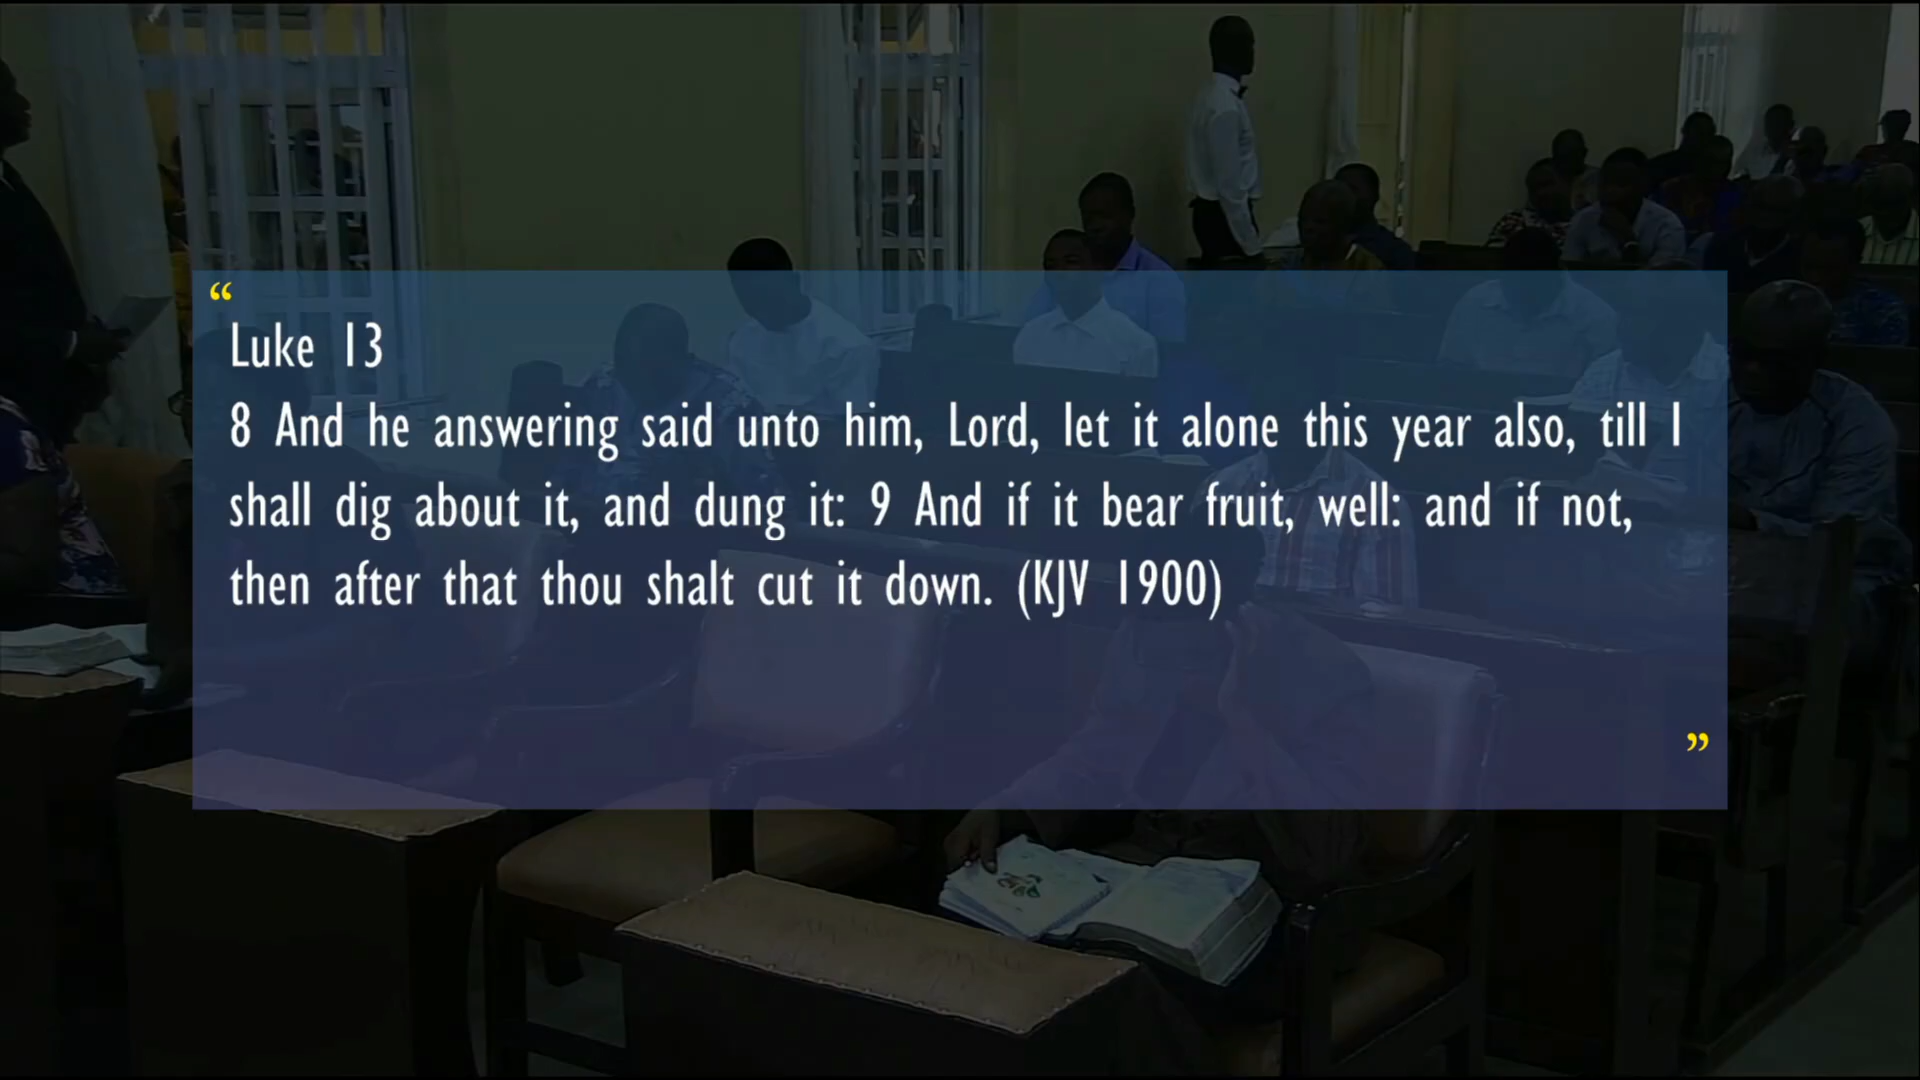 “
Luke 13
8 And he answering said unto him, Lord, let it alone this year also, till I
shall dig about it, and dung it: 9 And if it bear fruit, well: and if not,
then after that thou shalt cut it down. (KJV 1900)
”